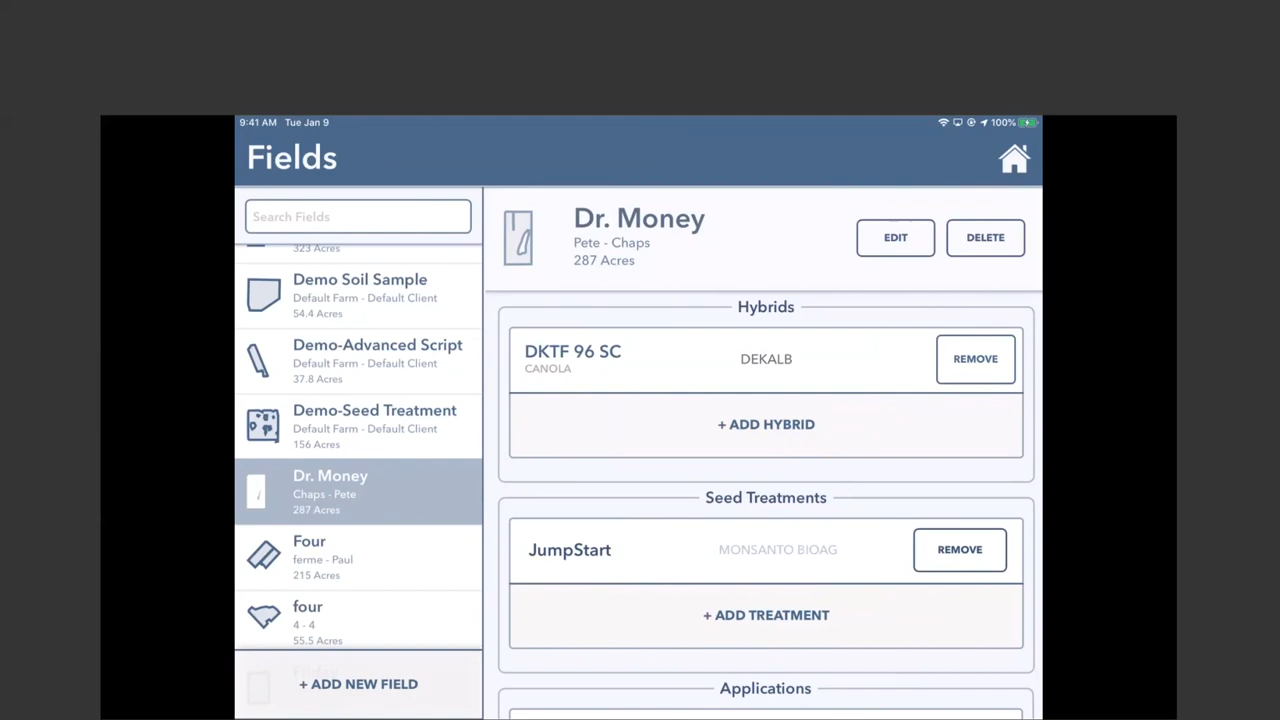 9:41 AM Tue Jan 9
100%
Fields
Search Fields
323 Acres
Demo Soil Sample
Default Farm - Default Client
54.4 Acres
Demo-Advanced Script
Default Farm - Default Client
37.8 Acres
Demo-Seed Treatment
Default Farm - Default Client
156 Acres
Dr. Money
Chaps - Pete
287 Acres
Four
ferme - Paul
215 Acres
four
4 - 4
55.5 Acres
+ ADD NEW FIELD
Dr. Money
Pete - Chaps
287 Acres
EDIT
DELETE
Hybrids
DKTF 96 SC
CANOLA
DEKALB
REMOVE
+ ADD HYBRID
Seed Treatments
JumpStart
MONSANTO BIOAG
REMOVE
+ ADD TREATMENT
Applications